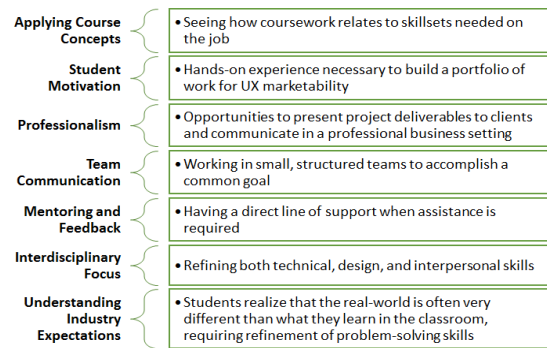 Applying Course
Concepts
• Seeing how coursework relates to skillsets needed on
the job
Student
Motivation
• Hands-on experience necessary to build a portfolio of
work for UX marketability
Professionalism
• Opportunities to present project deliverables to clients
and communicate in a professional business setting
Team
Communication
• Working in small, structured teams to accomplish a
common goal
Mentoring and
Feedback
• Having a direct line of support when assistance is
required
Interdisciplinary
Focus
• Refining both technical, design, and interpersonal skills
Understanding
Industry
Expectations
• Students realize that the real-world is often very
different than what they learn in the classroom,
requiring refinement of problem-solving skills